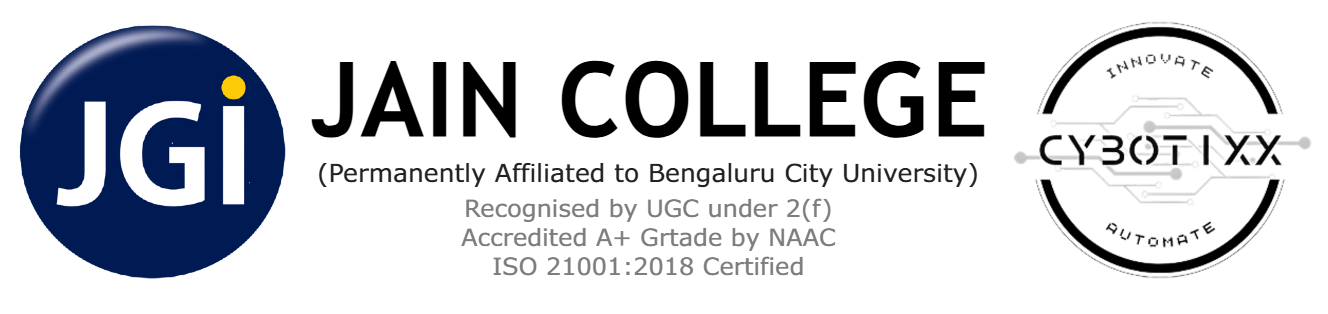 JGi
JAIN COLLEGE
(Permanently Affiliated to Bengaluru City University)
Recognised by UGC under 2(f)
Accredited A+ Grtade by NAAC
ISO 21001:2018 Certified
INNOVATE
CYBOTIXX
AUTOMATE